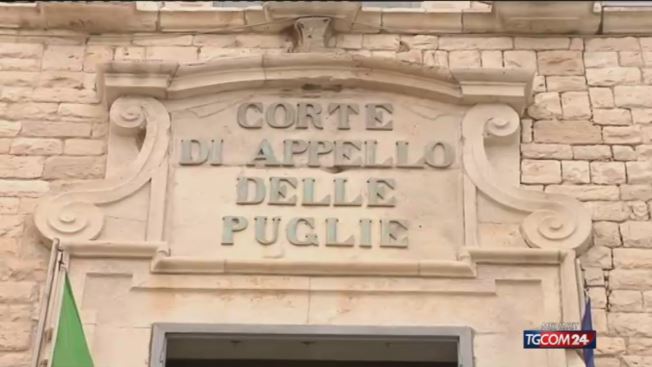 CORTE
DI APPELLO
DELLE
PUGLIE
TGCOM24